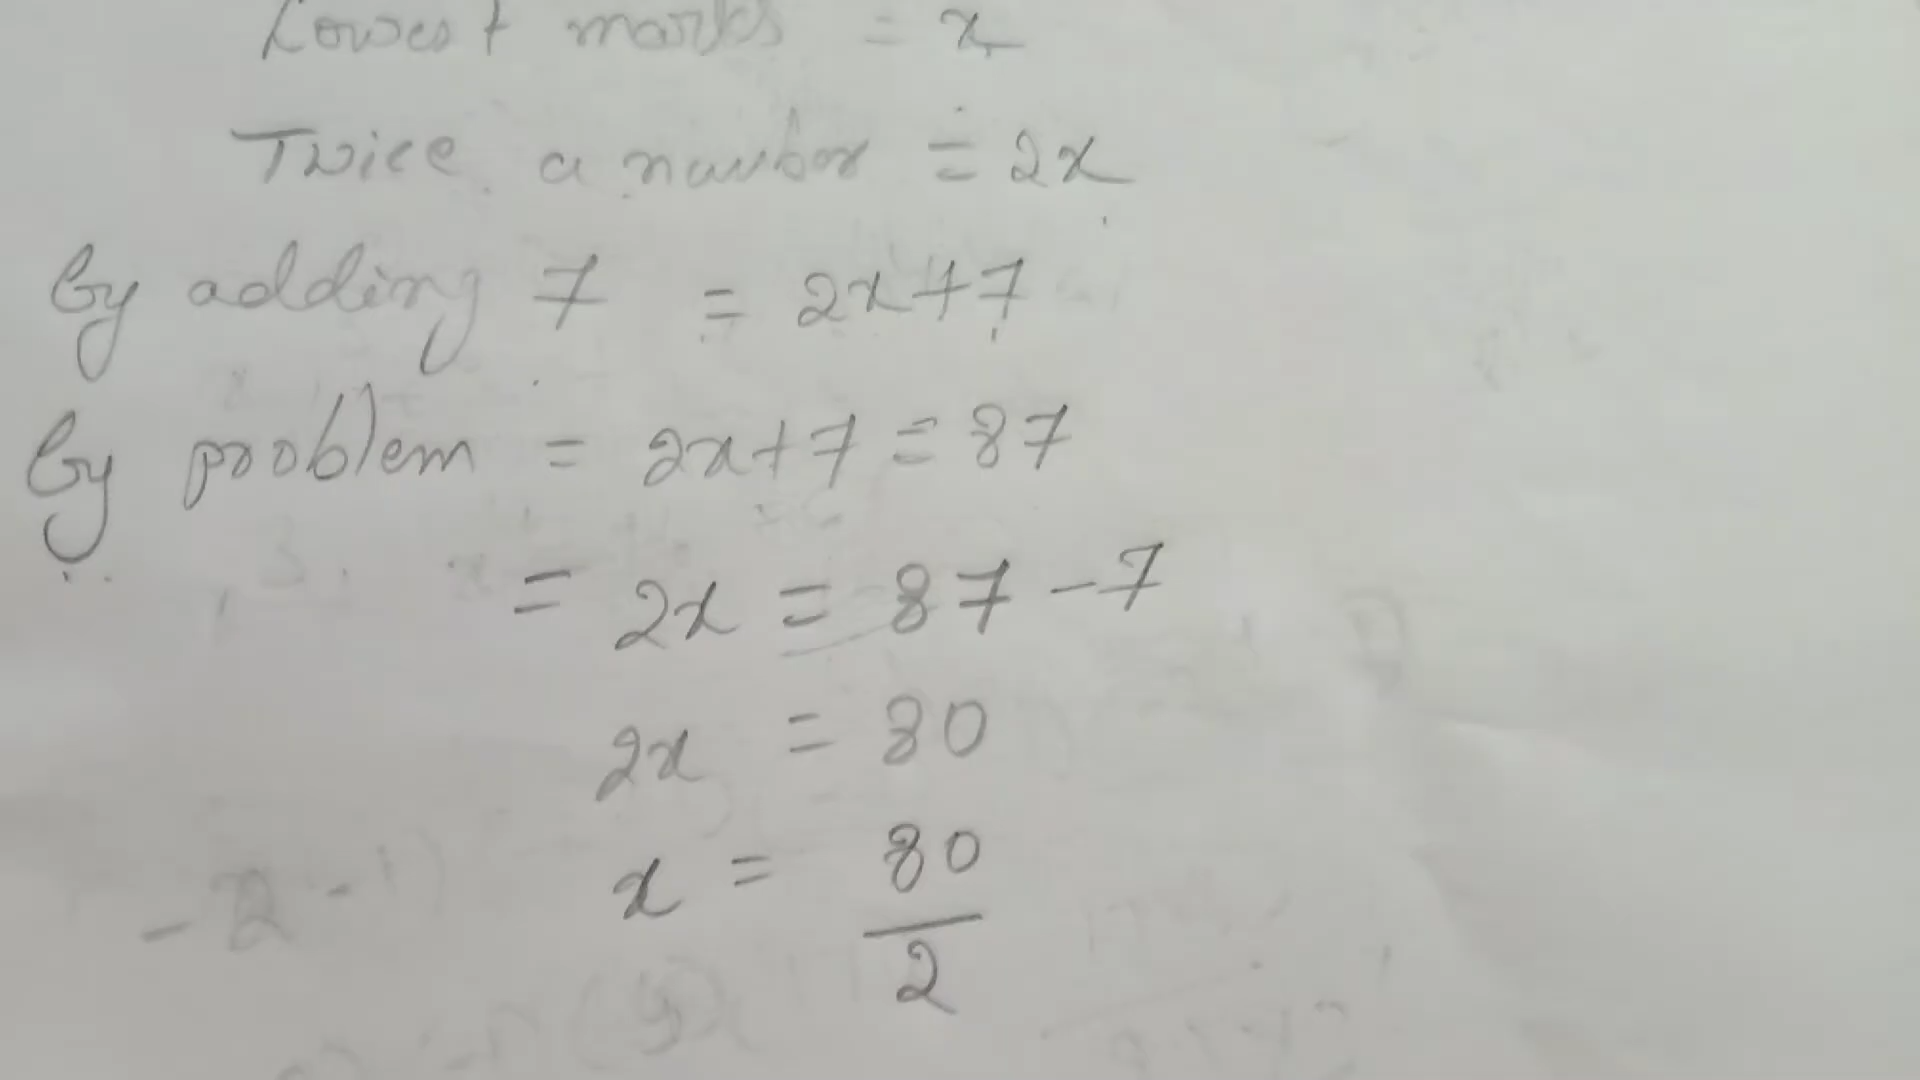 Lowest marks = x
Twice a number = 2x
by adding 7 = 2x+7
by problem = 2x+7 = 87
= 2x = 87 - 7
2x = 80
x = 80/2